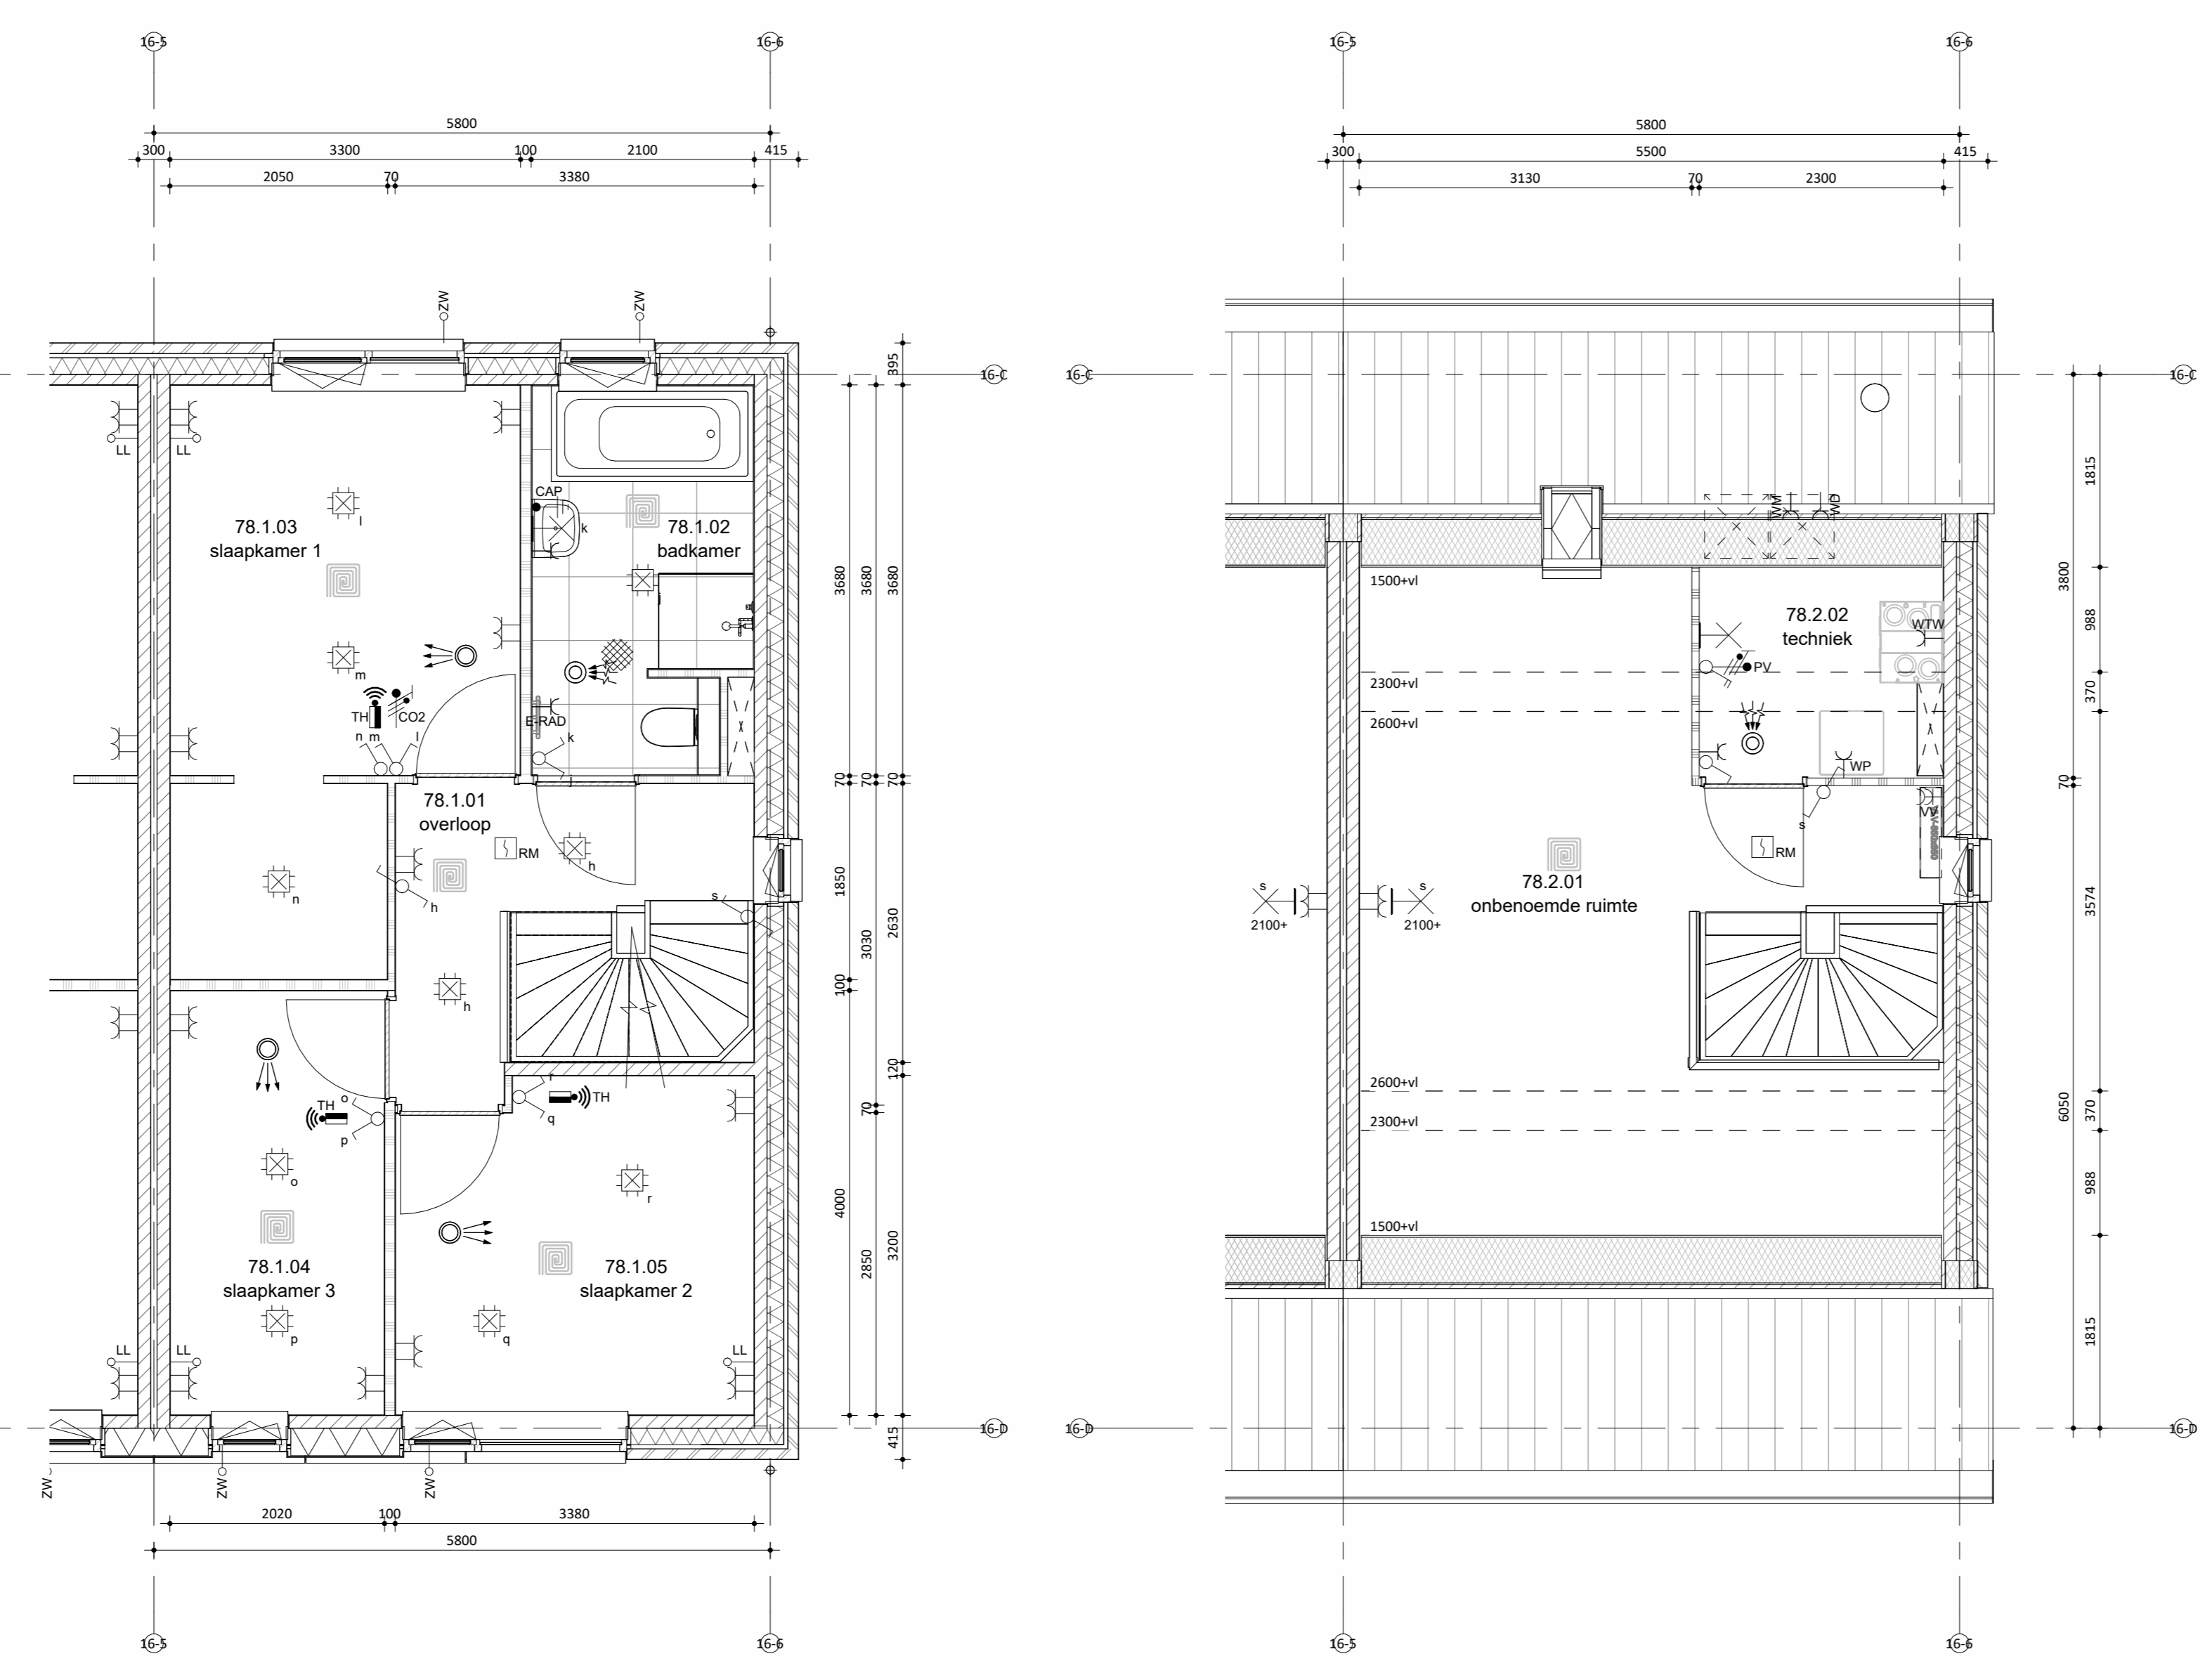 16-5
16-6
5800
300
3300
100
2100
415
2050
70
3380
ZW
ZW
395
16-C
LL
LL
CAP
k
l
78.1.03
slaapkamer 1
78.1.02
badkamer
3680
3680
3680
m
TH
CO2
n
m
l
E-RAD
k
70
70
70
78.1.01
overloop
RM
h
n
h
s
1850
3030
2630
100
h
120
70
r
TH
q
TH
o
p
o
r
4000
2850
3200
78.1.04
slaapkamer 3
78.1.05
slaapkamer 2
p
q
LL
LL
LL
415
16-D
ZW
ZW
ZW
2020
100
3380
5800
16-5
16-6
16-5
16-6
5800
300
5500
415
3130
70
2300
16-C
16-C
WM
WD
1815
1500+vl
78.2.02
techniek
WTW
3800
988
PV
2300+vl
370
2600+vl
WP
70
s
VV
RM
78.2.01
onbenoemde ruimte
s
2100+
s
2100+
3574
2600+vl
2300+vl
6050
370
988
1500+vl
1815
16-D
16-D
16-5
16-6